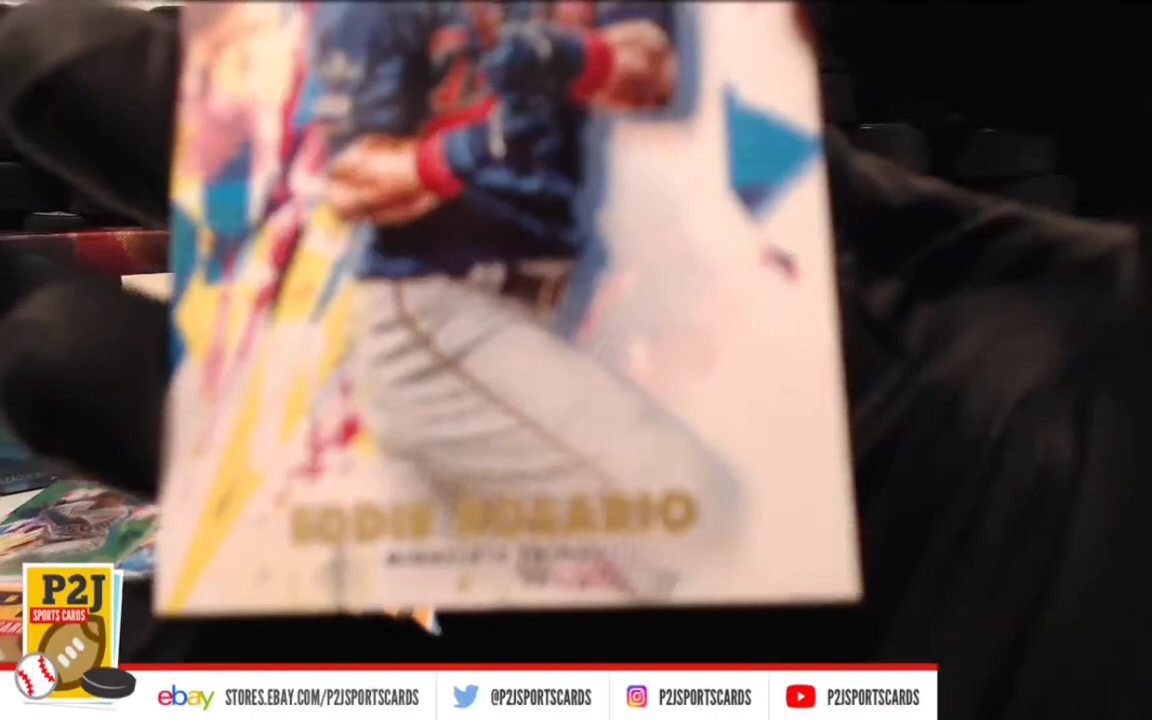 EDDIE ROSARIO
P2J
SPORTS CARDS
ebay STORES.EBAY.COM/P2JSPORTSCARDS
@P2JSPORTSCARDS
P2JSPORTSCARDS
P2JSPORTSCARDS